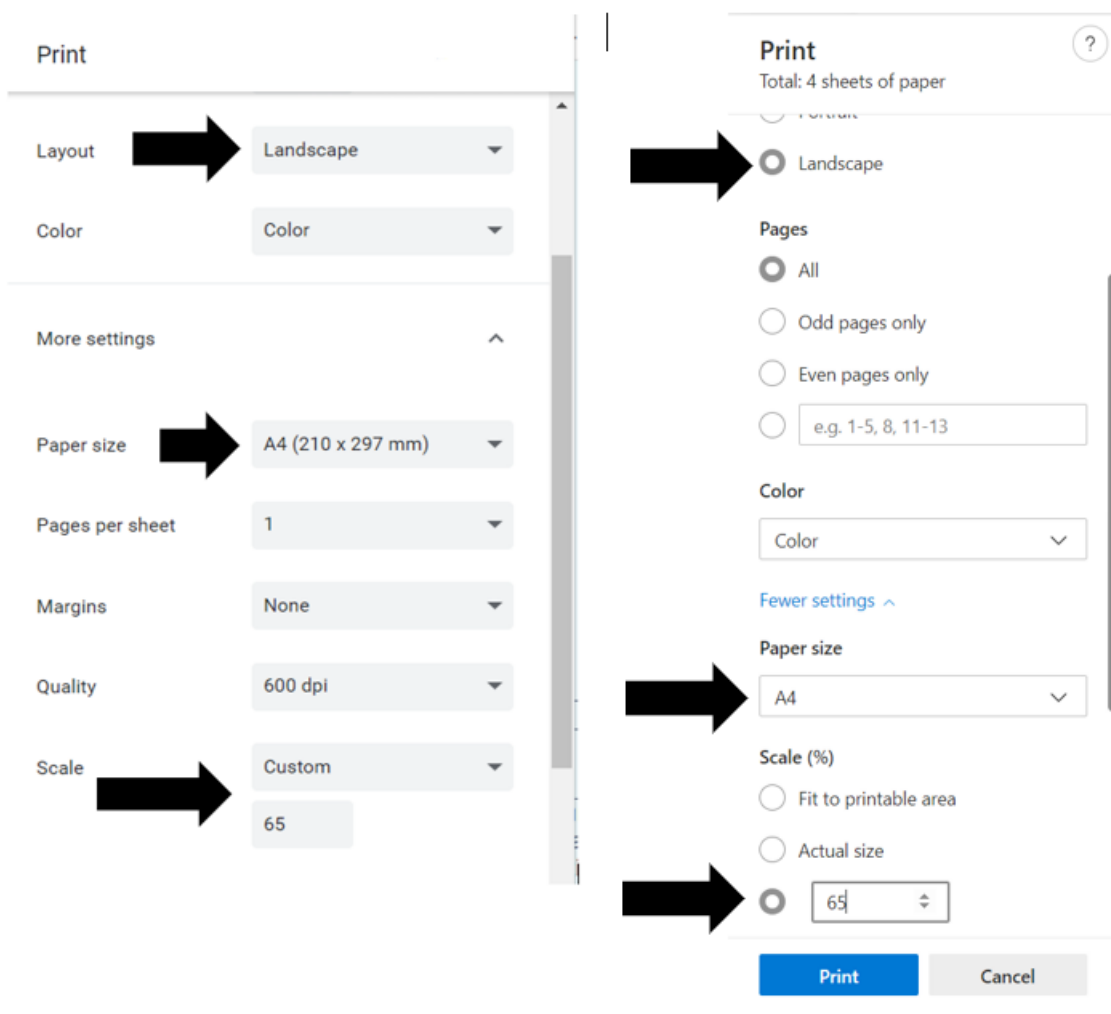 Print
Layout
Landscape
Color
Color
More settings
Paper size
A4 (210 x 297 mm)
Pages per sheet
1
Margins
None
Quality
600 dpi
Scale
Custom
65
Print
?
Total: 4 sheets of paper
Portrait
Landscape
Pages
All
Odd pages only
Even pages only
e.g. 1-5, 8, 11-13
Color
Color
Fewer settings
Paper size
A4
Scale (%)
Fit to printable area
Actual size
65
Print
Cancel